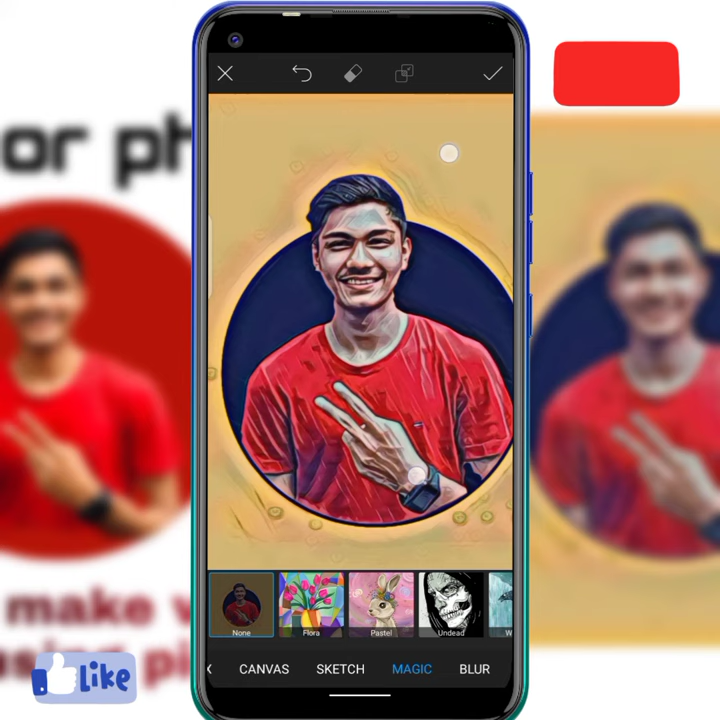 or ph
None
Flora
Pastel
Undead
W
CANVAS
SKETCH
MAGIC
BLUR
make
Like